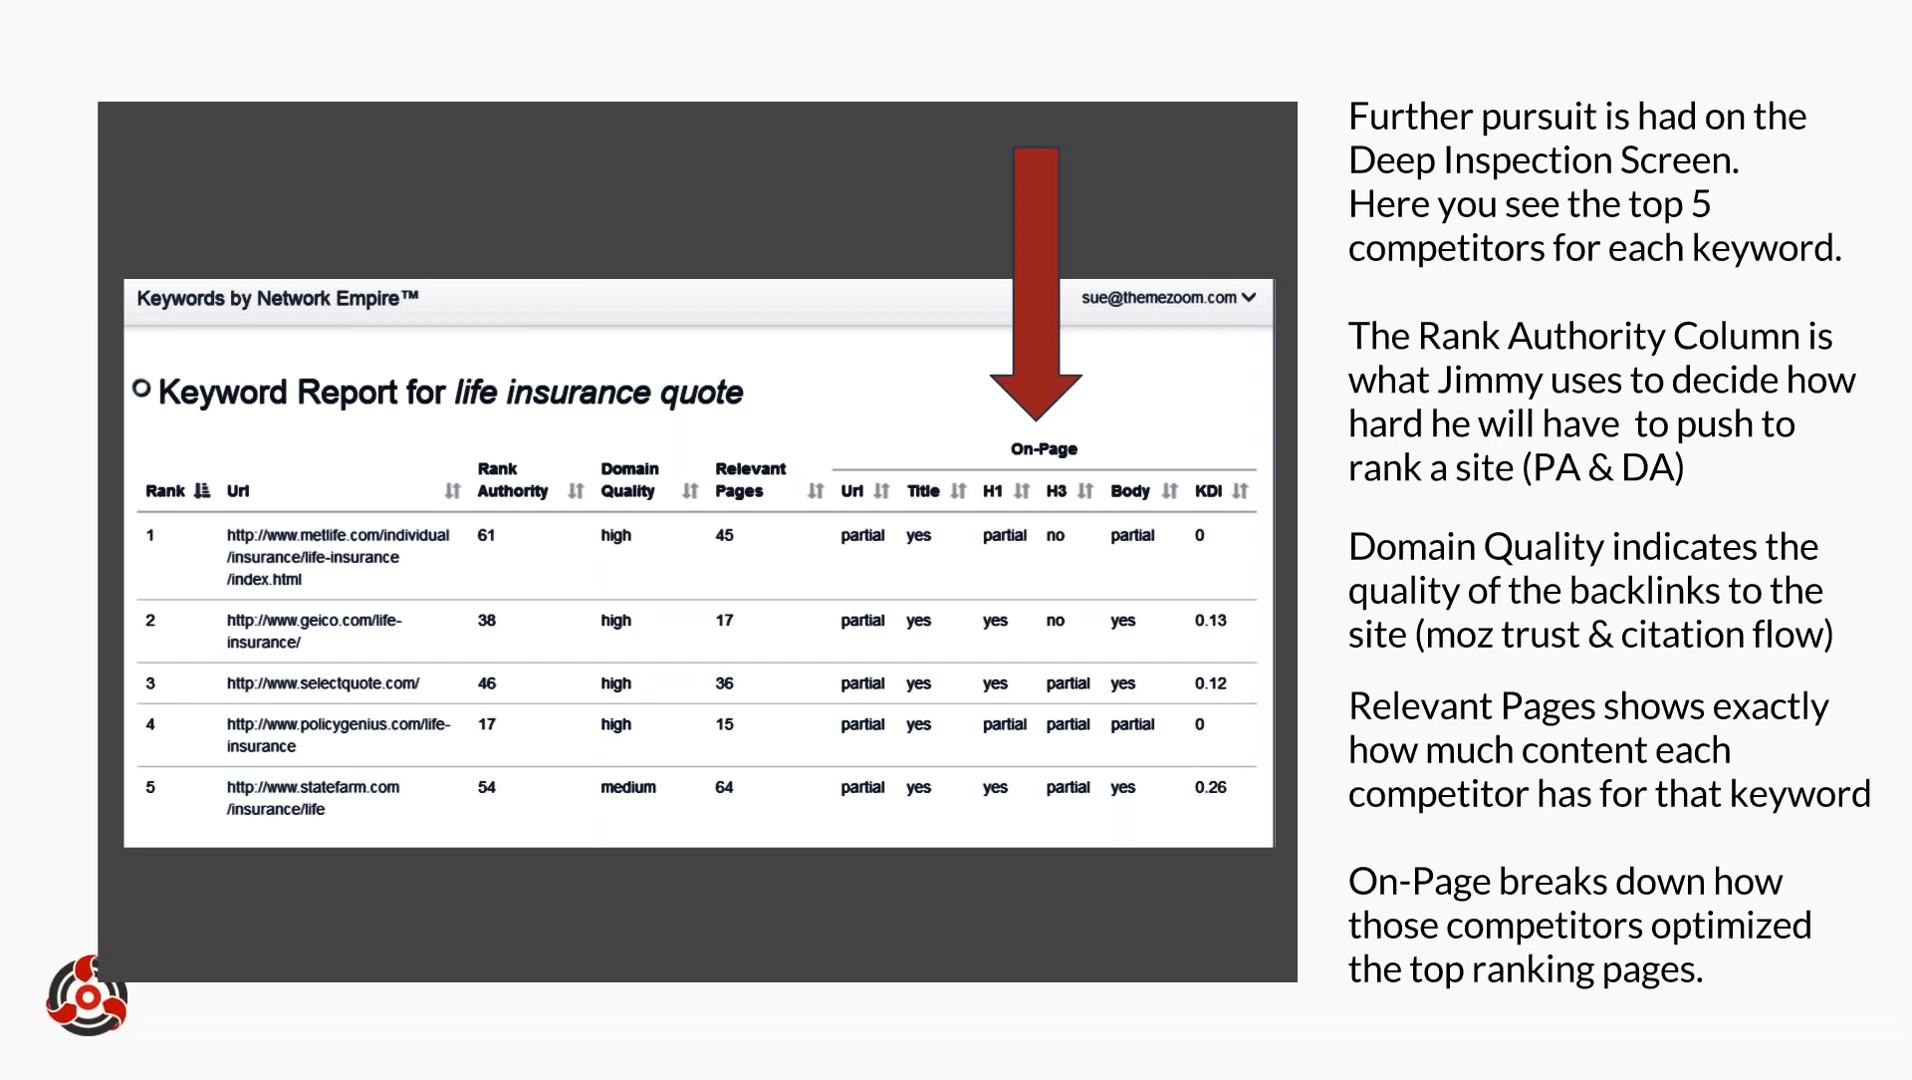 Further pursuit is had on the
Deep Inspection Screen.
Here you see the top 5
competitors for each keyword.
The Rank Authority Column is
what Jimmy uses to decide how
hard he will have  to push to
rank a site (PA & DA)
Domain Quality indicates the
quality of the backlinks to the
site (moz trust & citation flow)
Relevant Pages shows exactly
how much content each
competitor has for that keyword
On-Page breaks down how
those competitors optimized
the top ranking pages.
Keywords by Network Empire™ sue@themezoom.com
Keyword Report for life insurance quote
On-Page
Rank Domain Relevant
Rank Url Authority Quality Pages Url Title H1 H3 Body KDI
1 http://www.metlife.com/individual 61 high 45 partial yes partial no partial 0
/insurance/life-insurance
/index.html
2 http://www.geico.com/life- 38 high 17 partial yes yes no yes 0.13
insurance/
3 http://www.selectquote.com/ 46 high 36 partial yes yes partial yes 0.12
4 http://www.policygenius.com/life- 17 high 15 partial yes partial partial partial 0
insurance
5 http://www.statefarm.com 54 medium 64 partial yes yes partial yes 0.26
/insurance/life